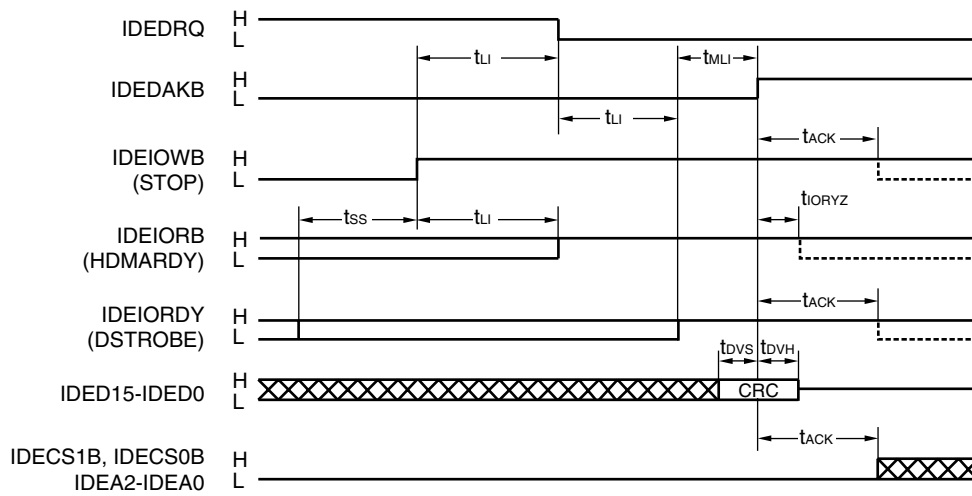 IDEDRQ
H
L
tLI
tMLI
IDEDAKB
H
L
tLI
tACK
IDEIOWB
(STOP)
H
L
tSS
tLI
tIORYZ
IDEIORB
(HDMARDY)
H
L
tACK
IDEIORDY
(DSTROBE)
H
L
tDVS
tDVH
IDED15-IDED0
H
L
CRC
tACK
IDECS1B, IDECS0B
IDEA2-IDEA0
H
L